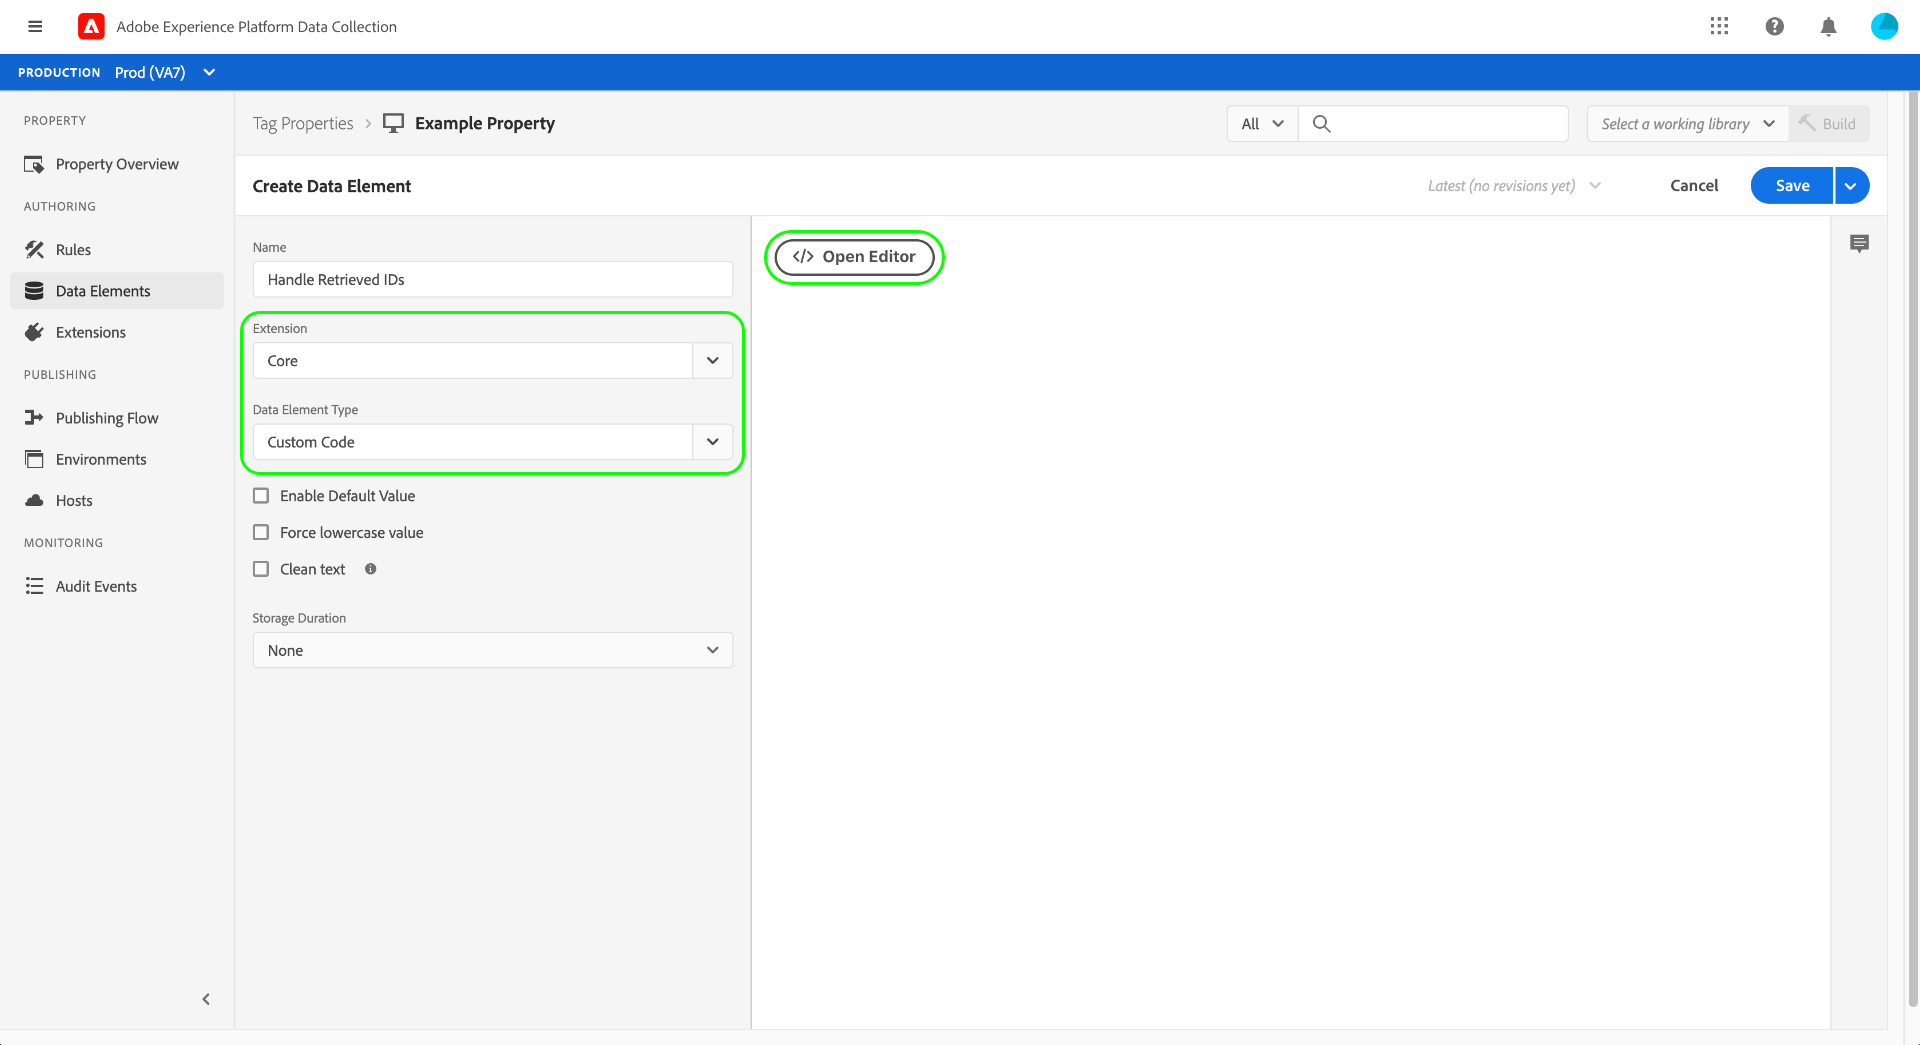 Adobe Experience Platform Data Collection
PRODUCTION Prod (VA7)
PROPERTY
Property Overview
AUTHORING
Rules
Data Elements
Extensions
PUBLISHING
Publishing Flow
Environments
Hosts
MONITORING
Audit Events
Tag Properties > Example Property
All
Select a working library
Build
Create Data Element
Latest (no revisions yet)
Cancel
Save
Name
Handle Retrieved IDs
Extension
Core
Data Element Type
Custom Code
Enable Default Value
Force lowercase value
Clean text
Storage Duration
None
</> Open Editor